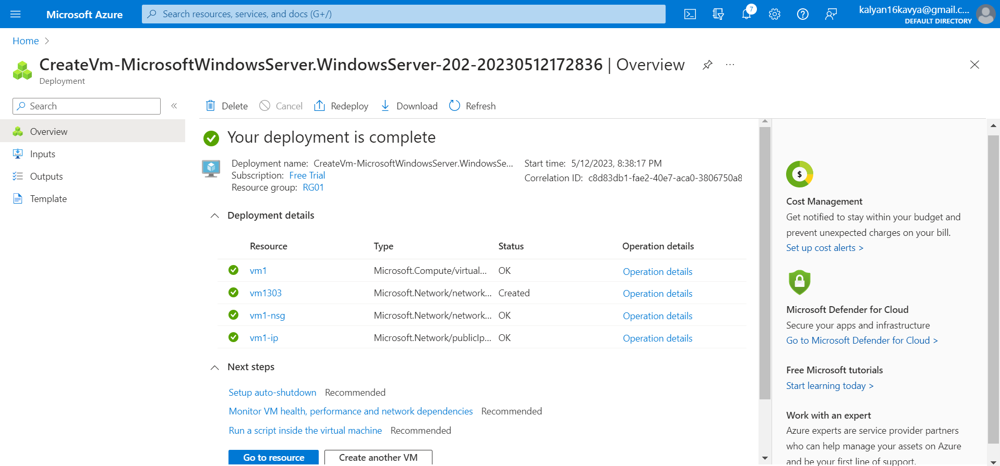 Microsoft Azure
Search resources, services, and docs (G+/)
7
kalyan16kavya@gmail.c...
DEFAULT DIRECTORY
Home
CreateVm-MicrosoftWindowsServer.WindowsServer-202-20230512172836 | Overview
Deployment
Search
Overview
Inputs
Outputs
Template
Delete
Cancel
Redeploy
Download
Refresh
Your deployment is complete
Deployment name: CreateVm-MicrosoftWindowsServer.WindowsSe...
Subscription: Free Trial
Resource group: RG01
Start time: 5/12/2023, 8:38:17 PM
Correlation ID: c8d83db1-fae2-40e7-aca0-3806750a8
Deployment details
Resource Type Status Operation details
vm1 Microsoft.Compute/virtual... OK Operation details
vm1303 Microsoft.Network/network... Created Operation details
vm1-nsg Microsoft.Network/network... OK Operation details
vm1-ip Microsoft.Network/publicIp... OK Operation details
Next steps
Setup auto-shutdown Recommended
Monitor VM health, performance and network dependencies Recommended
Run a script inside the virtual machine Recommended
Go to resource
Create another VM
$
Cost Management
Get notified to stay within your budget and
prevent unexpected charges on your bill.
Set up cost alerts >
Microsoft Defender for Cloud
Secure your apps and infrastructure
Go to Microsoft Defender for Cloud >
Free Microsoft tutorials
Start learning today >
Work with an expert
Azure experts are service provider partners
who can help manage your assets on Azure
and be your first line of support.